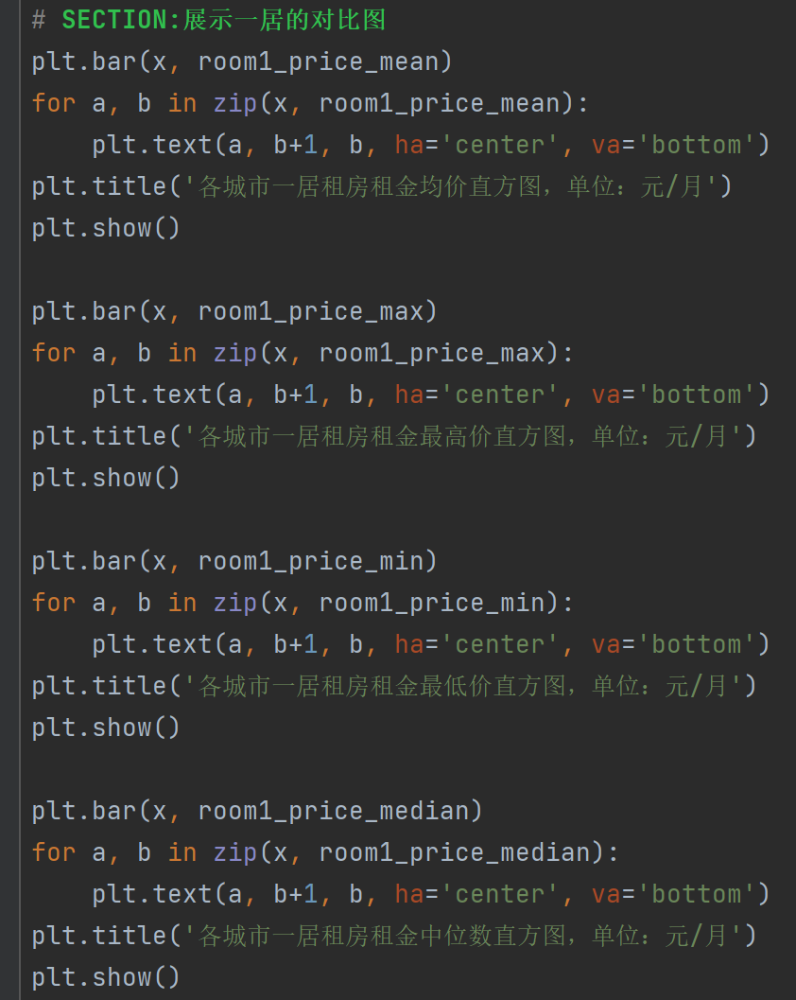 # SECTION:展示一居的对比图
plt.bar(x, room1_price_mean)
for a, b in zip(x, room1_price_mean):
    plt.text(a, b+1, b, ha='center', va='bottom')
plt.title('各城市一居租房租金均价直方图，单位：元/月')
plt.show()

plt.bar(x, room1_price_max)
for a, b in zip(x, room1_price_max):
    plt.text(a, b+1, b, ha='center', va='bottom')
plt.title('各城市一居租房租金最高价直方图，单位：元/月')
plt.show()

plt.bar(x, room1_price_min)
for a, b in zip(x, room1_price_min):
    plt.text(a, b+1, b, ha='center', va='bottom')
plt.title('各城市一居租房租金最低价直方图，单位：元/月')
plt.show()

plt.bar(x, room1_price_median)
for a, b in zip(x, room1_price_median):
    plt.text(a, b+1, b, ha='center', va='bottom')
plt.title('各城市一居租房租金中位数直方图，单位：元/月')
plt.show()